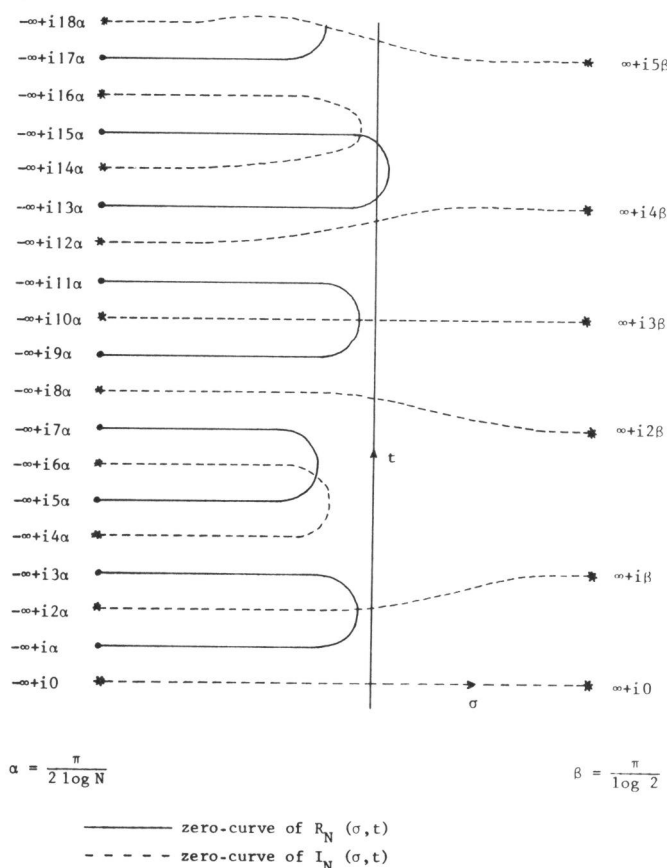 -∞+i18α
-∞+i17α
∞+i5β
-∞+i16α
-∞+i15α
-∞+i14α
-∞+i13α
∞+i4β
-∞+i12α
-∞+i11α
-∞+i10α
∞+i3β
-∞+i9α
-∞+i8α
-∞+i7α
∞+i2β
-∞+i6α
t
-∞+i5α
-∞+i4α
-∞+i3α
∞+iβ
-∞+i2α
-∞+iα
-∞+i0
∞+i0
σ
α = π / 2 log N
β = π / log 2
zero-curve of R_N (σ,t)
zero-curve of I_N (σ,t)